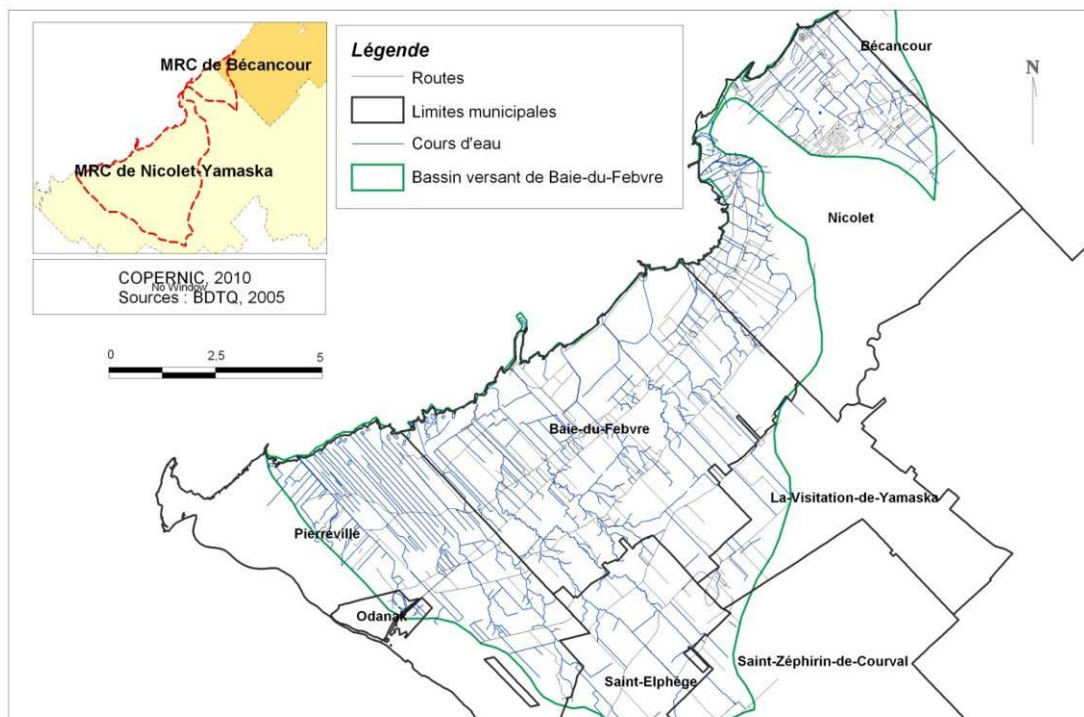 MRC de Bécancour
MRC de Nicolet-Yamaska
COPERNIC, 2010
No Window
Sources : BDTQ, 2005
0 2,5 5
Légende
Routes
Limites municipales
Cours d'eau
Bassin versant de Baie-du-Febvre
Bécancour
N
Nicolet
Baie-du-Febvre
La-Visitation-de-Yamaska
Pierreville
Odanak
Saint-Elphège
Saint-Zéphirin-de-Courval